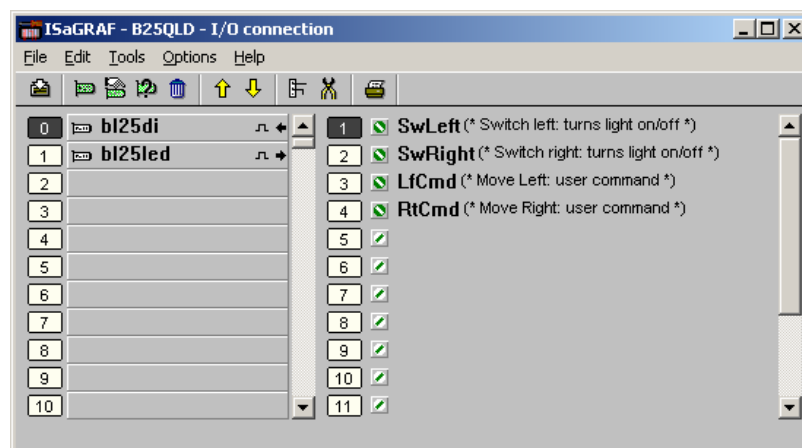 ISaGRAF - B25QLD - I/O connection
File Edit Tools Options Help
0 bl25di 1 SwLeft (* Switch left: turns light on/off *)
1 bl25led 2 SwRight (* Switch right: turns light on/off *)
2 3 LfCmd (* Move Left: user command *)
3 4 RtCmd (* Move Right: user command *)
4 5
5 6
6 7
7 8
8 9
9 10
10 11